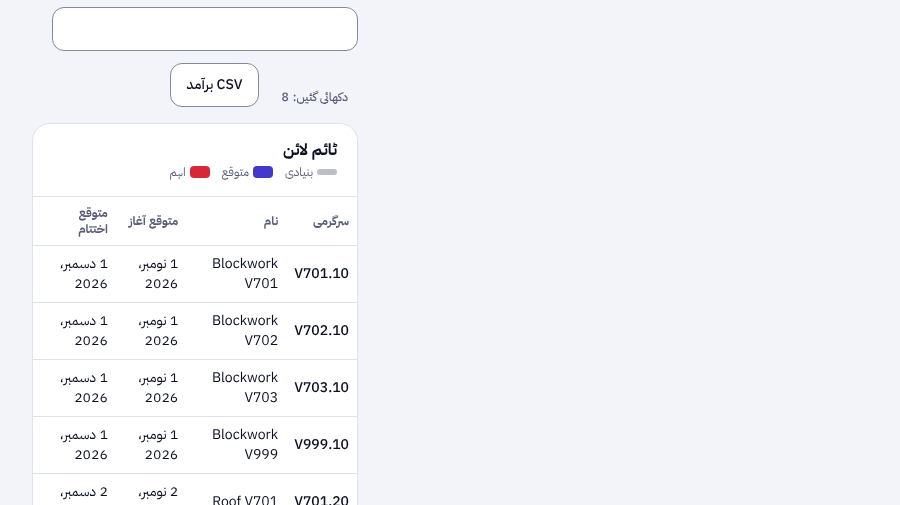 CSV برآمد
دکھائی گئیں: 8
ٹائم لائن
بنیادی متوقع اہم
سرگرمی نام متوقع آغاز متوقع اختتام
V701.10 Blockwork V701 1 نومبر، 2026 1 دسمبر، 2026
V702.10 Blockwork V702 1 نومبر، 2026 1 دسمبر، 2026
V703.10 Blockwork V703 1 نومبر، 2026 1 دسمبر، 2026
V999.10 Blockwork V999 1 نومبر، 2026 1 دسمبر، 2026
V701.20 Roof V701 2 نومبر، 2 دسمبر،